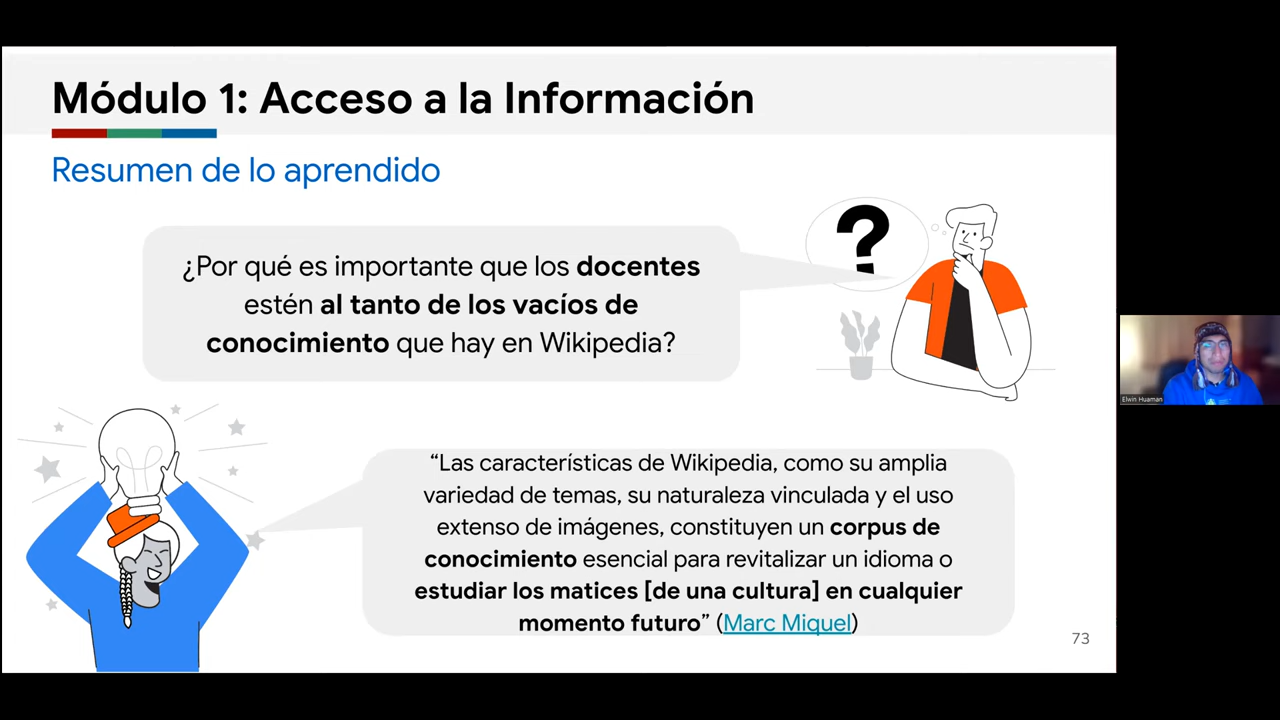 Módulo 1: Acceso a la Información
Resumen de lo aprendido
¿Por qué es importante que los docentes
estén al tanto de los vacíos de
conocimiento que hay en Wikipedia?
“Las características de Wikipedia, como su amplia
variedad de temas, su naturaleza vinculada y el uso
extenso de imágenes, constituyen un corpus de
conocimiento esencial para revitalizar un idioma o
estudiar los matices [de una cultura] en cualquier
momento futuro” (Marc Miquel)
73
Elwin Huaman
?